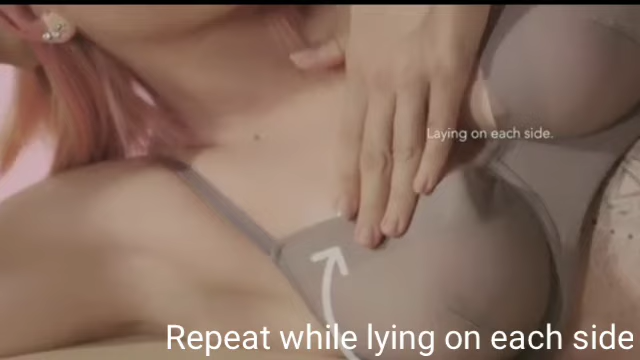 Laying on each side.
Repeat while lying on each side